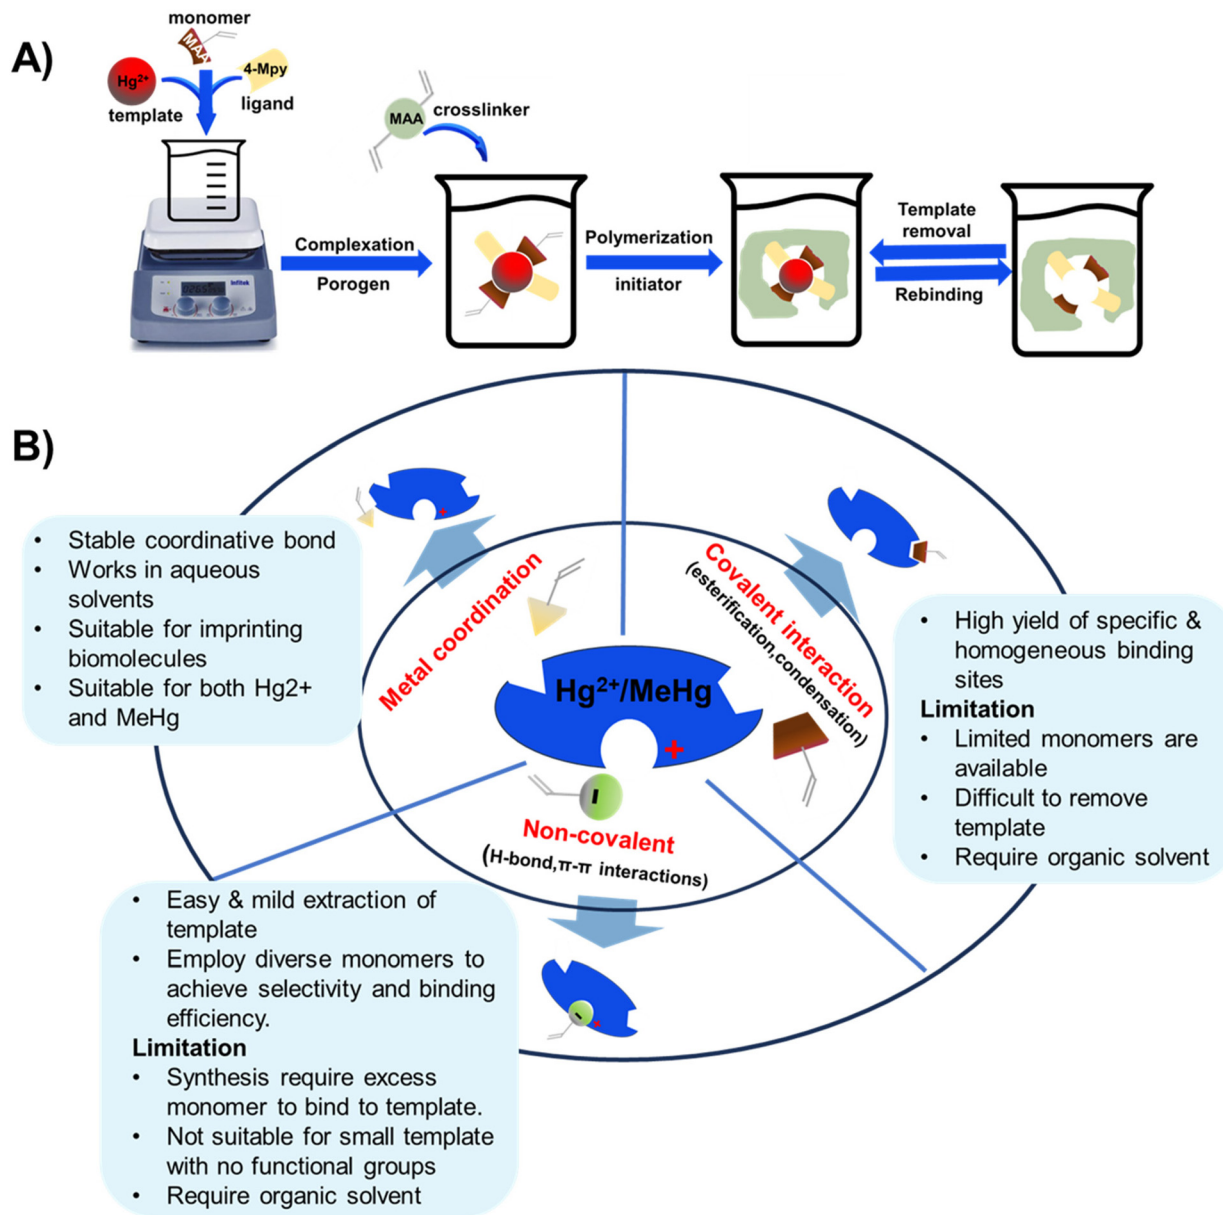 A)
monomer
MAA
Hg²⁺
4-Mpy
template
ligand
MAA
crosslinker
Infitek
Complexation
Porogen
Polymerization
initiator
Template
removal
Rebinding
B)
• Stable coordinative bond
• Works in aqueous
solvents
• Suitable for imprinting
biomolecules
• Suitable for both Hg2+
and MeHg
Metal coordination
+
Covalent interaction
(esterification,condensation)
Hg²⁺/MeHg
+
Non-covalent
(H-bond,π-π interactions)
• High yield of specific &
homogeneous binding
sites
Limitation
• Limited monomers are
available
• Difficult to remove
template
• Require organic solvent
• Easy & mild extraction of
template
• Employ diverse monomers to
achieve selectivity and binding
efficiency.
Limitation
• Synthesis require excess
monomer to bind to template.
• Not suitable for small template
with no functional groups
• Require organic solvent